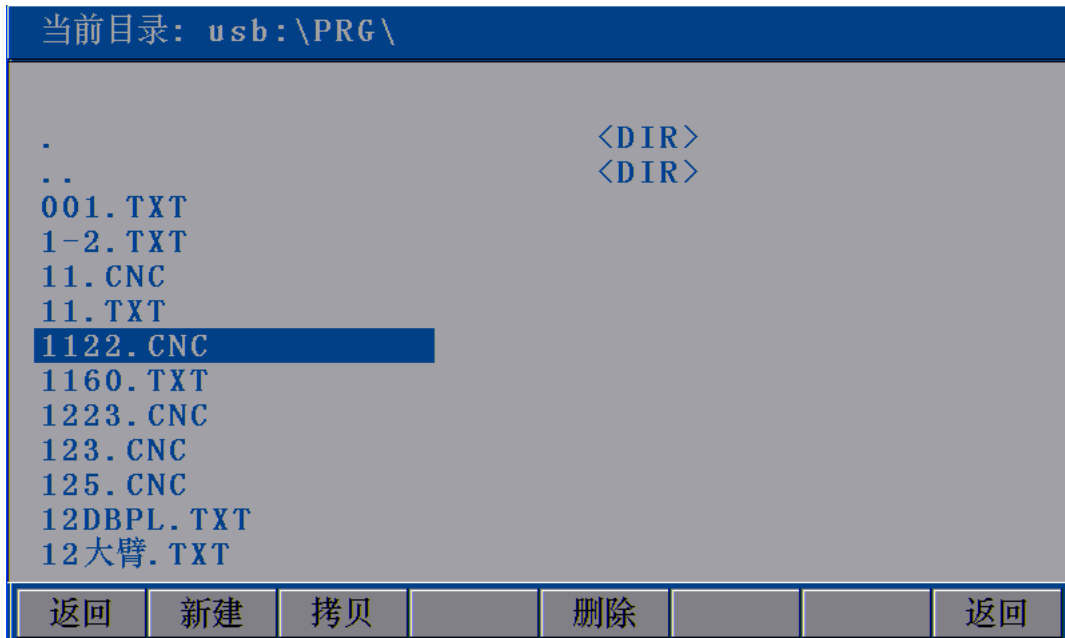 当前目录: usb:\PRG\
. <DIR>
.. <DIR>
001.TXT
1-2.TXT
11.CNC
11.TXT
1122.CNC
1160.TXT
1223.CNC
123.CNC
125.CNC
12DBPL.TXT
12大臂.TXT
返回 新建 拷贝 删除 返回